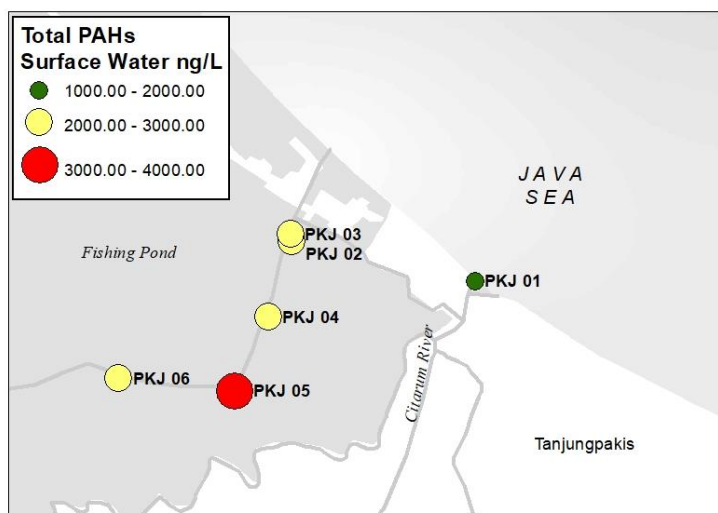 Total PAHs
Surface Water ng/L
1000.00 - 2000.00
2000.00 - 3000.00
3000.00 - 4000.00
JAVA
SEA
Fishing Pond
PKJ 03
PKJ 02
PKJ 01
PKJ 04
PKJ 06
PKJ 05
Citarum River
Tanjungpakis